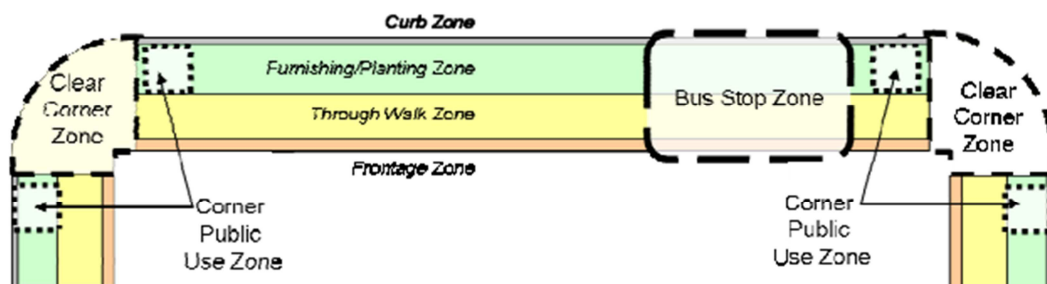 Curb Zone
Furnishing/Planting Zone
Through Walk Zone
Frontage Zone
Clear
Corner
Zone
Bus Stop Zone
Clear
Corner
Zone
Corner
Public
Use Zone
Corner
Public
Use Zone